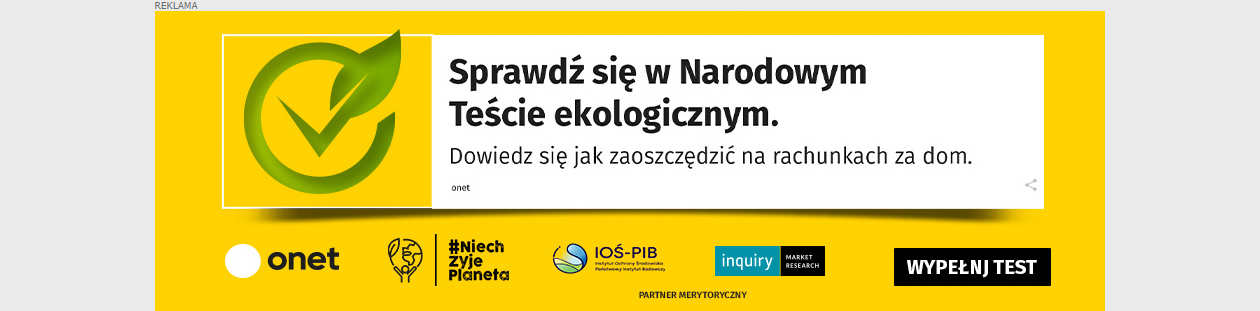 REKLAMA
Sprawdź się w Narodowym
Teście ekologicznym.
Dowiedz się jak zaoszczędzić na rachunkach za dom.
onet
onet
#Niech
Żyje
Planeta
IOŚ-PIB
Instytut Ochrony Środowiska
Państwowy Instytut Badawczy
inquiry
MARKET
RESEARCH
WYPEŁNJ TEST
PARTNER MERYTORYCZNY